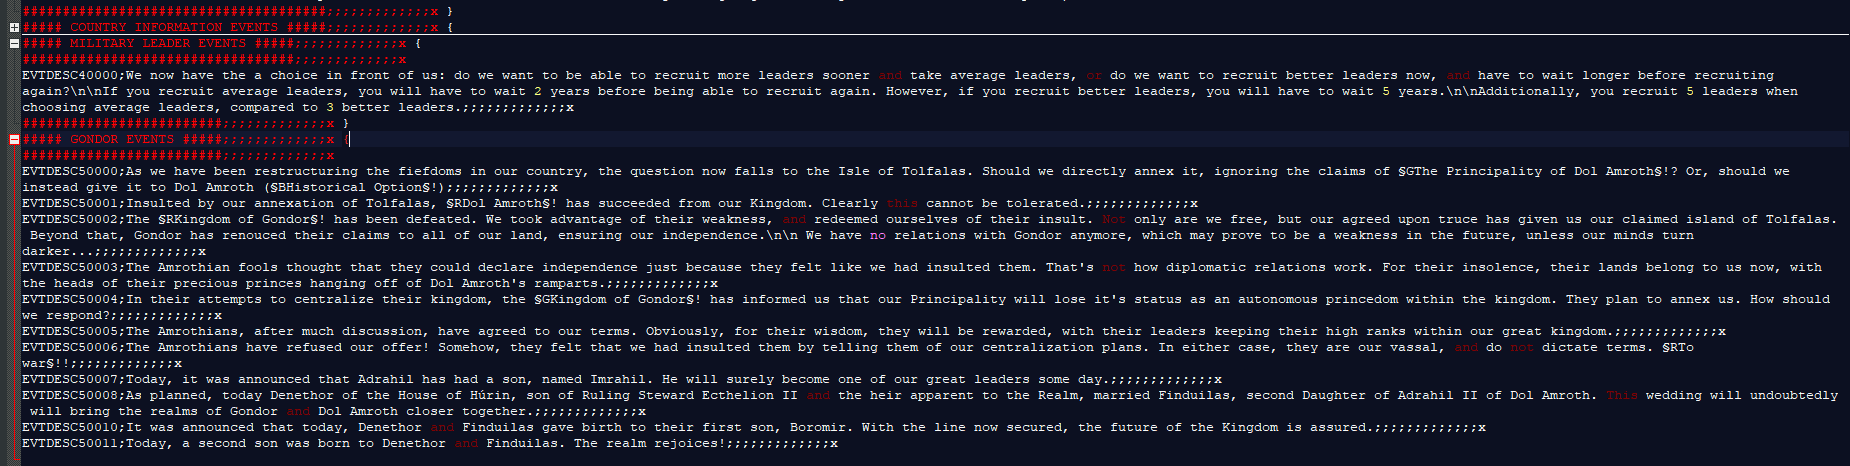 ########################################;;;;;;;;;;;;;x }
##### COUNTRY INFORMATION EVENTS #####;;;;;;;;;;;;;x {
##### MILITARY LEADER EVENTS #####;;;;;;;;;;;;;x {
##################################;;;;;;;;;;;;;x
EVTDESC40000;We now have the a choice in front of us: do we want to be able to recruit more leaders sooner and take average leaders, or do we want to recruit better leaders now, and have to wait longer before recruiting
again?\n\nIf you recruit average leaders, you will have to wait 2 years before being able to recruit again. However, if you recruit better leaders, you will have to wait 5 years.\n\nAdditionally, you recruit 5 leaders when
choosing average leaders, compared to 3 better leaders.;;;;;;;;;;;;;x
#########################;;;;;;;;;;;;;x }
##### GONDOR EVENTS #####;;;;;;;;;;;;;x {
#########################;;;;;;;;;;;;;x
EVTDESC50000;As we have been restructuring the fiefdoms in our country, the question now falls to the Isle of Tolfalas. Should we directly annex it, ignoring the claims of §GThe Principality of Dol Amroth§!? Or, should we
instead give it to Dol Amroth (§BHistorical Option§!);;;;;;;;;;;;;x
EVTDESC50001;Insulted by our annexation of Tolfalas, §RDol Amroth§! has succeeded from our Kingdom. Clearly this cannot be tolerated.;;;;;;;;;;;;;x
EVTDESC50002;The §RKingdom of Gondor§! has been defeated. We took advantage of their weakness, and redeemed ourselves of their insult. Not only are we free, but our agreed upon truce has given us our claimed island of Tolfalas.
Beyond that, Gondor has renouced their claims to all of our land, ensuring our independence.\n\n We have no relations with Gondor anymore, which may prove to be a weakness in the future, unless our minds turn
darker...;;;;;;;;;;;;;x
EVTDESC50003;The Amrothian fools thought that they could declare independence just because they felt like we had insulted them. That's not how diplomatic relations work. For their insolence, their lands belong to us now, with
the heads of their precious princes hanging off of Dol Amroth's ramparts.;;;;;;;;;;;;;x
EVTDESC50004;In their attempts to centralize their kingdom, the §GKingdom of Gondor§! has informed us that our Principality will lose it's status as an autonomous princedom within the kingdom. They plan to annex us. How should
we respond?;;;;;;;;;;;;;x
EVTDESC50005;The Amrothians, after much discussion, have agreed to our terms. Obviously, for their wisdom, they will be rewarded, with their leaders keeping their high ranks within our great kingdom.;;;;;;;;;;;;;x
EVTDESC50006;The Amrothians have refused our offer! Somehow, they felt that we had insulted them by telling them of our centralization plans. In either case, they are our vassal, and do not dictate terms. §RTo
war§!!;;;;;;;;;;;;;x
EVTDESC50007;Today, it was announced that Adrahil has had a son, named Imrahil. He will surely become one of our great leaders some day.;;;;;;;;;;;;;x
EVTDESC50008;As planned, today Denethor of the House of Húrin, son of Ruling Steward Ecthelion II and the heir apparent to the Realm, married Finduilas, second Daughter of Adrahil II of Dol Amroth. This wedding will undoubtedly
will bring the realms of Gondor and Dol Amroth closer together.;;;;;;;;;;;;;x
EVTDESC50010;It was announced that today, Denethor and Finduilas gave birth to their first son, Boromir. With the line now secured, the future of the Kingdom is assured.;;;;;;;;;;;;;x
EVTDESC50011;Today, a second son was born to Denethor and Finduilas. The realm rejoices!;;;;;;;;;;;;;x